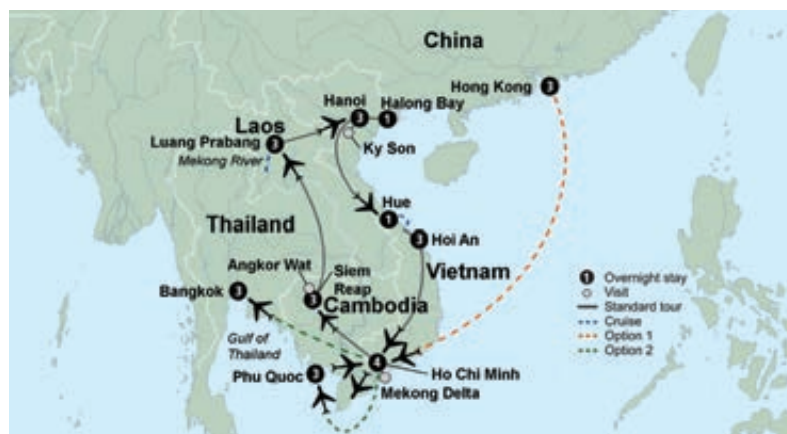 China
Hong Kong
3
Hanoi
Halong Bay
3
1
Laos
Luang Prabang
3
Ky Son
Mekong River
Hue
1
Thailand
3
Hoi An
Angkor Wat
Siem
Reap
Vietnam
Bangkok
3
3
Cambodia
1 Overnight stay
Visit
Standard tour
Cruise
Option 1
Option 2
Gulf of
Thailand
4
Ho Chi Minh
Phu Quoc
3
Mekong Delta